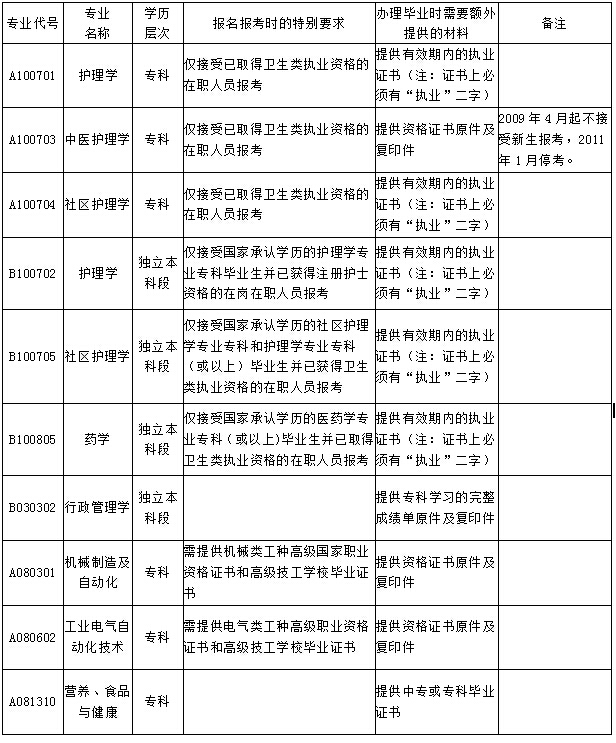 专业代号 专业名称 学历层次 报名报考时的特别要求 办理毕业时需要额外提供的材料 备注
A100701 护理学 专科 仅接受已取得卫生类执业资格的在职人员报考 提供有效期内的执业证书（注：证书上必须有“执业”二字）
A100703 中医护理学 专科 仅接受已取得卫生类执业资格的在职人员报考 提供资格证书原件及复印件 2009年4月起不接受新生报考，2011年1月停考。
A100704 社区护理学 专科 仅接受已取得卫生类执业资格的在职人员报考 提供有效期内的执业证书（注：证书上必须有“执业”二字）
B100702 护理学 独立本科段 仅接受国家承认学历的护理学专业专科毕业生并已获得注册护士资格的在岗在职人员报考 提供有效期内的执业证书（注：证书上必须有“执业”二字）
B100705 社区护理学 独立本科段 仅接受国家承认学历的社区护理学专业专科和护理学专业专科（或以上）毕业生并已获得卫生类执业资格的在职人员报考 提供有效期内的执业证书（注：证书上必须有“执业”二字）
B100805 药学 独立本科段 仅接受国家承认学历的医药学专业专科（或以上)毕业生并已取得卫生类执业资格的在职人员报考 提供有效期内的执业证书（注：证书上必须有“执业”二字）
B030302 行政管理学 独立本科段 提供专科学习的完整成绩单原件及复印件
A080301 机械制造及自动化 专科 需提供机械类工种高级国家职业资格证书和高级技工学校毕业证书 提供资格证书原件及复印件
A080602 工业电气自动化技术 专科 需提供电气类工种高级职业资格证书和高级技工学校毕业证书 提供资格证书原件及复印件
A081310 营养、食品与健康 专科 提供中专或专科毕业证书